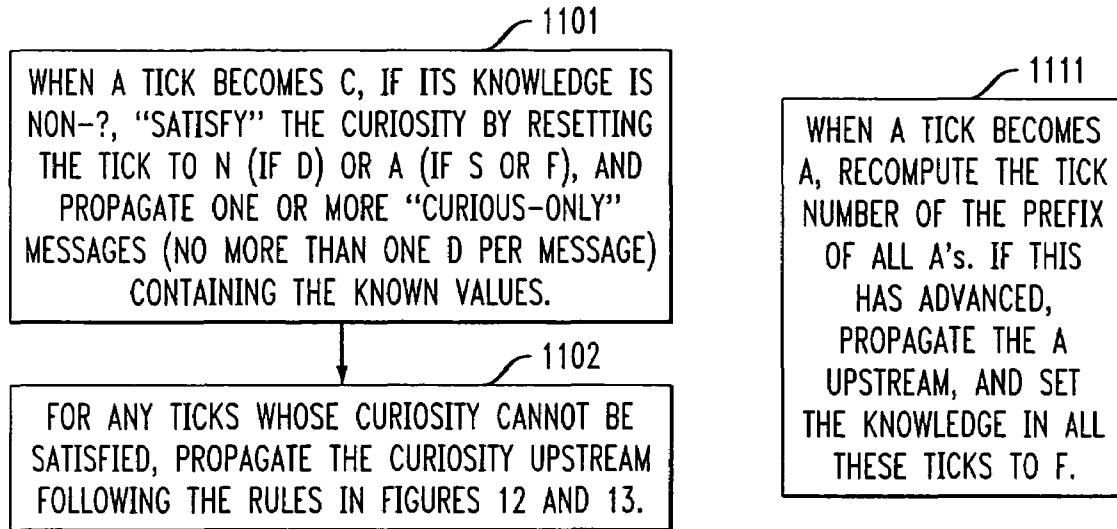 1101
WHEN A TICK BECOMES C, IF ITS KNOWLEDGE IS
NON-?, “SATISFY” THE CURIOSITY BY RESETTING
THE TICK TO N (IF D) OR A (IF S OR F), AND
PROPAGATE ONE OR MORE “CURIOUS-ONLY”
MESSAGES (NO MORE THAN ONE D PER MESSAGE)
CONTAINING THE KNOWN VALUES.
1102
FOR ANY TICKS WHOSE CURIOSITY CANNOT BE
SATISFIED, PROPAGATE THE CURIOSITY UPSTREAM
FOLLOWING THE RULES IN FIGURES 12 AND 13.
1111
WHEN A TICK BECOMES
A, RECOMPUTE THE TICK
NUMBER OF THE PREFIX
OF ALL A's. IF THIS
HAS ADVANCED,
PROPAGATE THE A
UPSTREAM, AND SET
THE KNOWLEDGE IN ALL
THESE TICKS TO F.